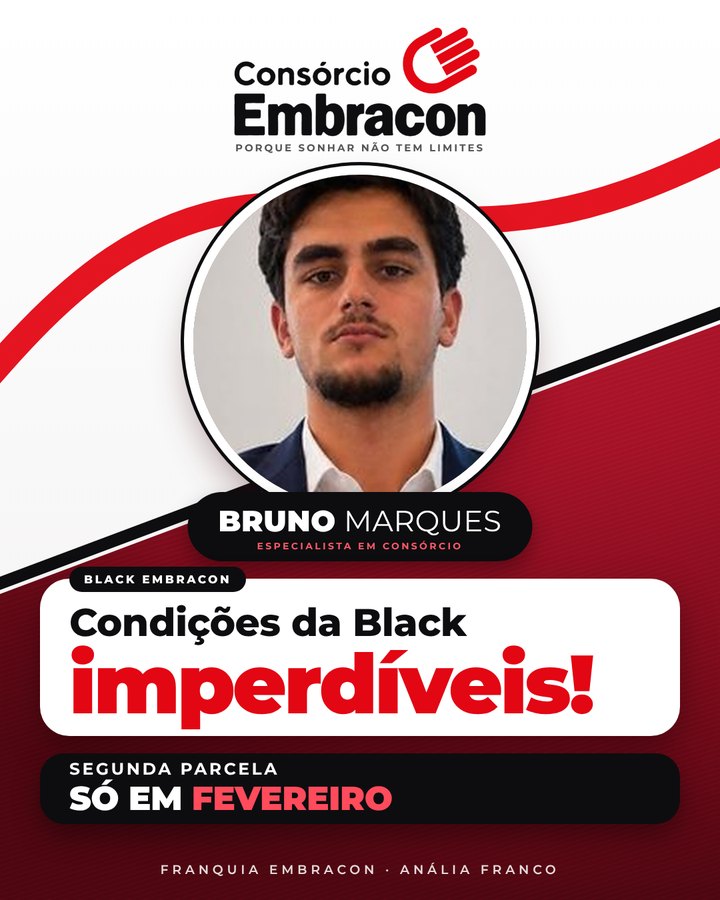 Consórcio
Embracon
PORQUE SONHAR NÃO TEM LIMITES
BRUNO MARQUES
ESPECIALISTA EM CONSÓRCIO
BLACK EMBRACON
Condições da Black
imperdíveis!
SEGUNDA PARCELA
SÓ EM FEVEREIRO
FRANQUIA EMBRACON · ANÁLIA FRANCO